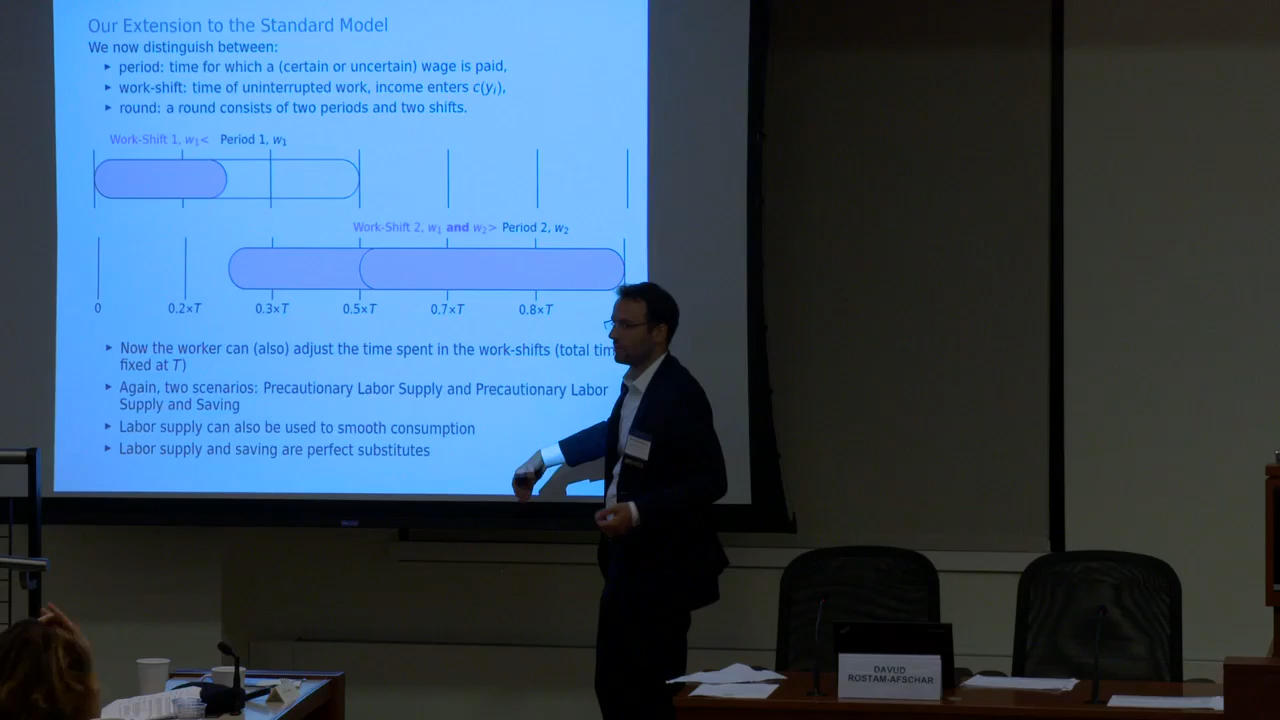 Our Extension to the Standard Model
We now distinguish between:
▸ period: time for which a (certain or uncertain) wage is paid,
▸ work-shift: time of uninterrupted work, income enters c(yᵢ),
▸ round: a round consists of two periods and two shifts.
Work-Shift 1, w₁< Period 1, w₁
Work-Shift 2, w₁ and w₂> Period 2, w₂
0 0.2×T 0.3×T 0.5×T 0.7×T 0.8×T
▸ Now the worker can (also) adjust the time spent in the work-shifts (total
fixed at T)
▸ Again, two scenarios: Precautionary Labor Supply and Precautionary Labor
Supply and Saving
▸ Labor supply can also be used to smooth consumption
▸ Labor supply and saving are perfect substitutes
DAVUD
ROSTAM-AFSCHAR